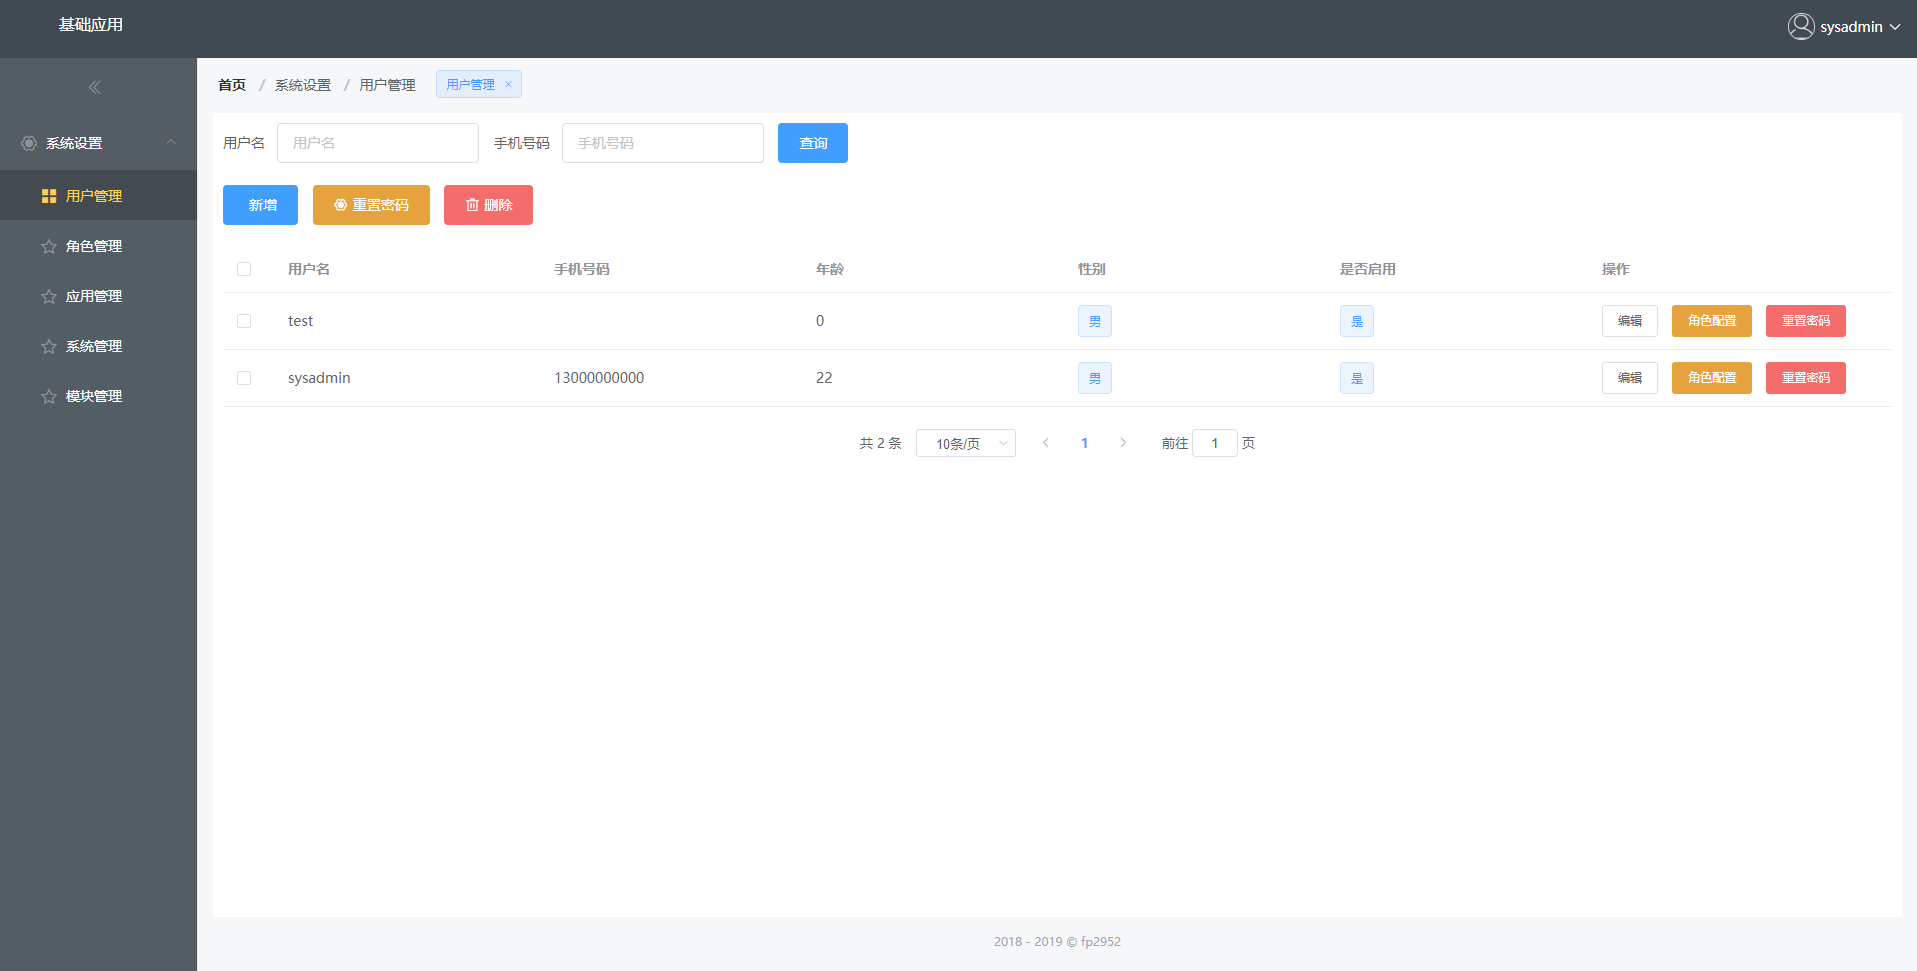 基础应用
sysadmin
系统设置
用户管理
角色管理
应用管理
系统管理
模块管理
首页 / 系统设置 / 用户管理 用户管理 ×
用户名 用户名 手机号码 手机号码 查询
新增 重置密码 删除
用户名 手机号码 年龄 性别 是否启用 操作
test 0 男 是 编辑 角色配置 重置密码
sysadmin 13000000000 22 男 是 编辑 角色配置 重置密码
共 2 条 10条/页 1 前往 1 页
2018 - 2019 © fp2952